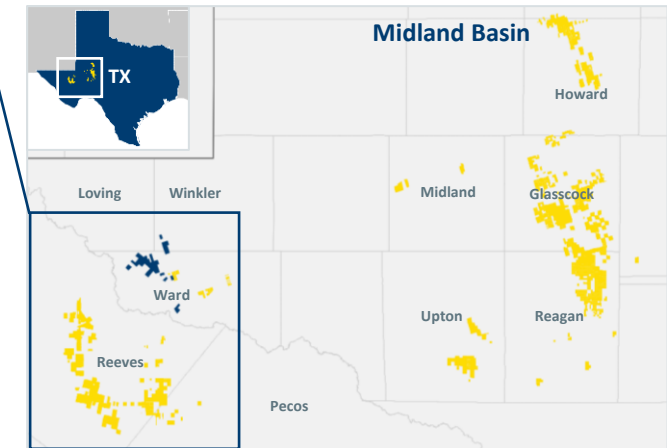 Midland Basin
TX
Howard
Loving
Winkler
Midland
Glasscock
Ward
Upton
Reagan
Reeves
Pecos